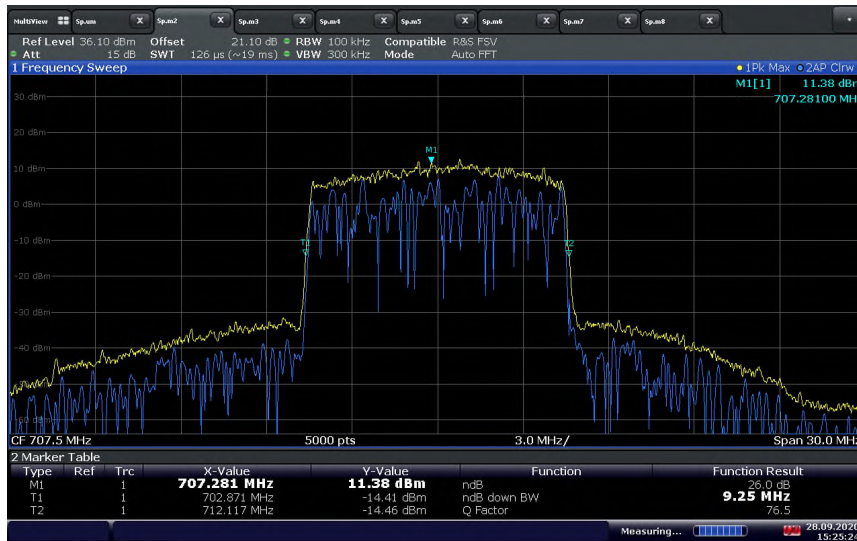 MultiView Sp.um X Sp.m2 X Sp.m3 X Sp.m4 X Sp.m5 X Sp.m6 X Sp.m7 X Sp.m8 X
Ref Level 36.10 dBm Offset 21.10 dB RBW 100 kHz Compatible R&S FSV
Att 15 dB SWT 126 µs (~19 ms) VBW 300 kHz Mode Auto FFT
1 Frequency Sweep 1Pk Max 2AP Clrw
M1[1] 11.38 dBm
707.28100 MH
30 dBm
20 dBm
M1
10 dBm
0 dBm
-10 dBm
T1 T2
-20 dBm
-30 dBm
-40 dBm
CF 707.5 MHz 5000 pts 3.0 MHz/ Span 30.0 MHz
2 Marker Table
Type Ref Trc X-Value Y-Value Function Function Result
M1 1 707.281 MHz 11.38 dBm ndB 26.0 dB
T1 1 702.871 MHz -14.41 dBm ndB down BW 9.25 MHz
T2 1 712.117 MHz -14.46 dBm Q Factor 76.5
Measuring... 28.09.2020
15:25:24